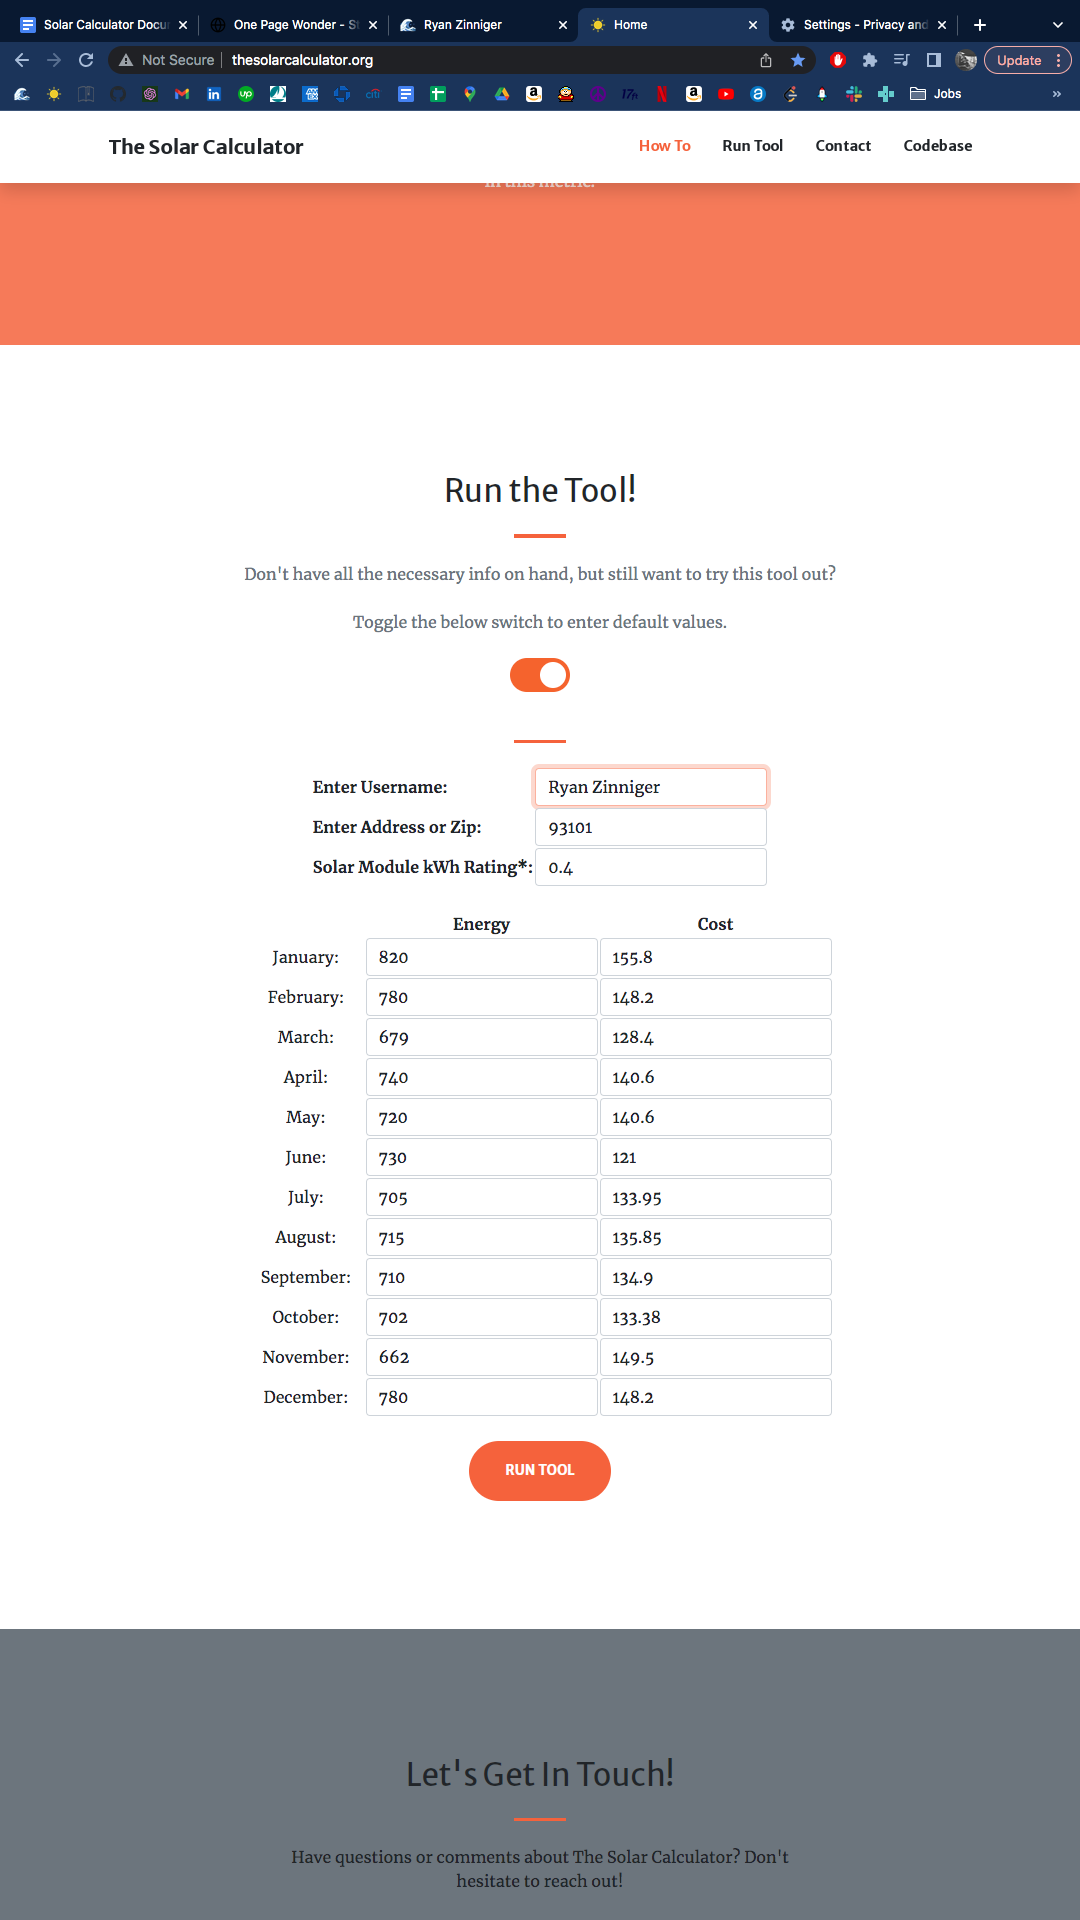 Solar Calculator Docu
One Page Wonder - St
Ryan Zinniger
Home
Settings - Privacy and
Not Secure
thesolarcalculator.org
Update
Jobs
The Solar Calculator
How To
Run Tool
Contact
Codebase
in this metric.
Run the Tool!
Don't have all the necessary info on hand, but still want to try this tool out?
Toggle the below switch to enter default values.
Enter Username: Ryan Zinniger
Enter Address or Zip: 93101
Solar Module kWh Rating*: 0.4
Energy Cost
January: 820 155.8
February: 780 148.2
March: 679 128.4
April: 740 140.6
May: 720 140.6
June: 730 121
July: 705 133.95
August: 715 135.85
September: 710 134.9
October: 702 133.38
November: 662 149.5
December: 780 148.2
RUN TOOL
Let's Get In Touch!
Have questions or comments about The Solar Calculator? Don't
hesitate to reach out!